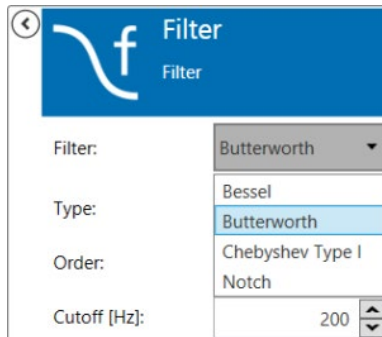 f Filter
Filter
Filter: Butterworth
Bessel
Type: Butterworth
Chebyshev Type I
Order:
Notch
Cutoff [Hz]: 200